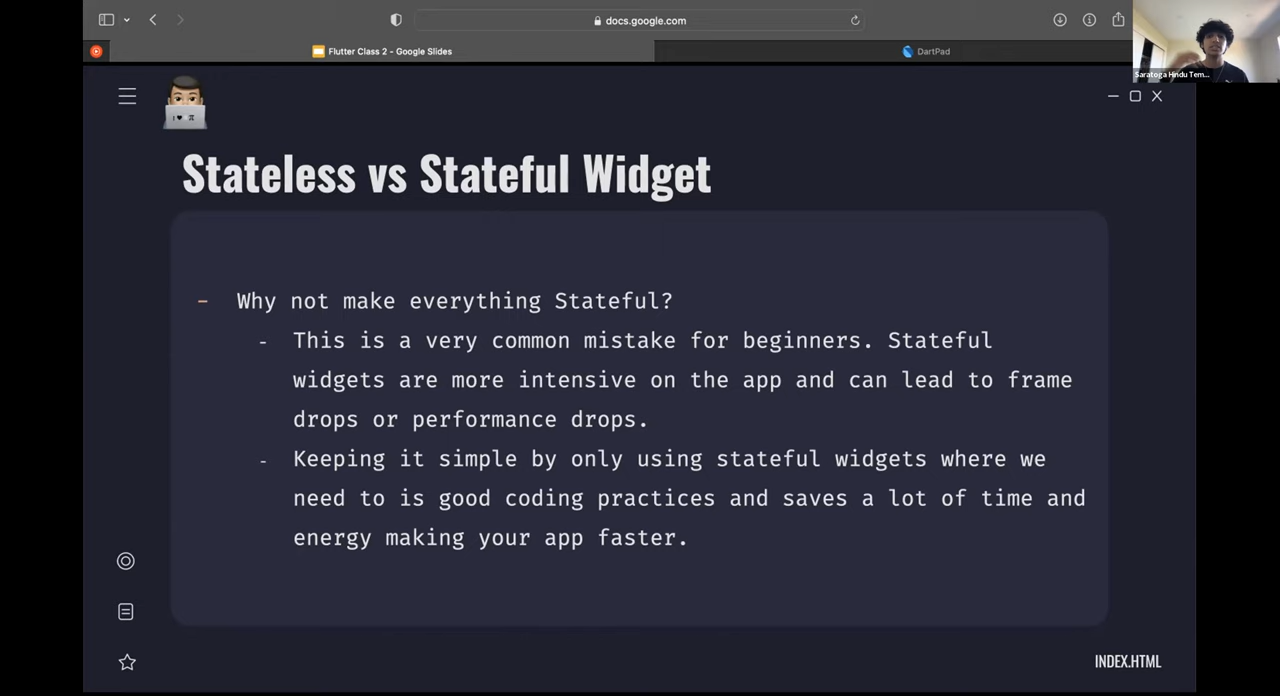 docs.google.com
Flutter Class 2 - Google Slides
DartPad
Saratoga Hindu Tem...
I ♥ π
Stateless vs Stateful Widget
- Why not make everything Stateful?
- This is a very common mistake for beginners. Stateful
widgets are more intensive on the app and can lead to frame
drops or performance drops.
- Keeping it simple by only using stateful widgets where we
need to is good coding practices and saves a lot of time and
energy making your app faster.
INDEX.HTML